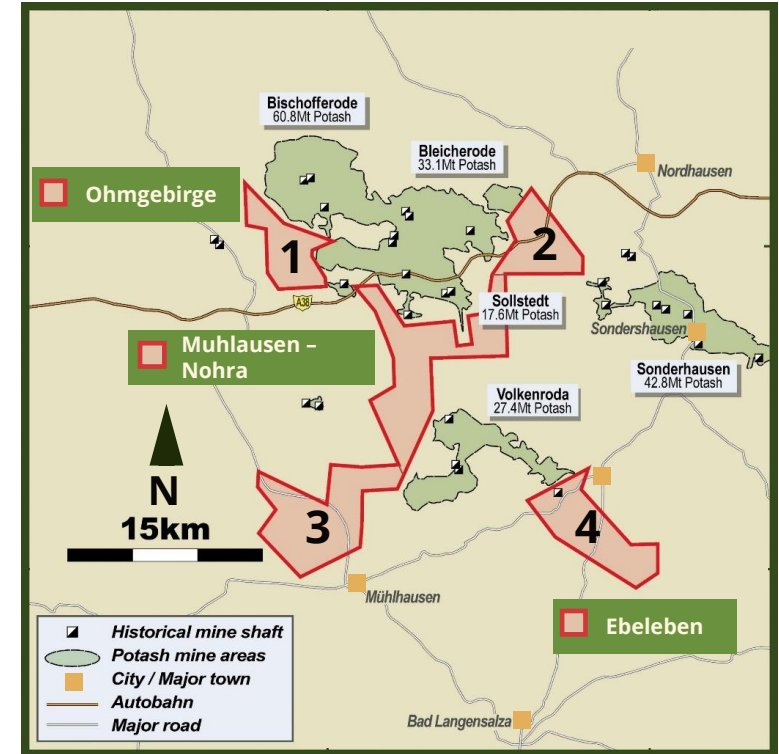 Bischofferode
60.8Mt Potash
Bleicherode
33.1Mt Potash
Nordhausen
Ohmgebirge
1
2
A38
Sollstedt
17.6Mt Potash
Sondershausen
Muhlausen –
Nohra
Sonderhausen
42.8Mt Potash
Volkenroda
27.4Mt Potash
N
15km
3
4
Mühlhausen
Ebeleben
Historical mine shaft
Potash mine areas
City / Major town
Autobahn
Major road
Bad Langensalza